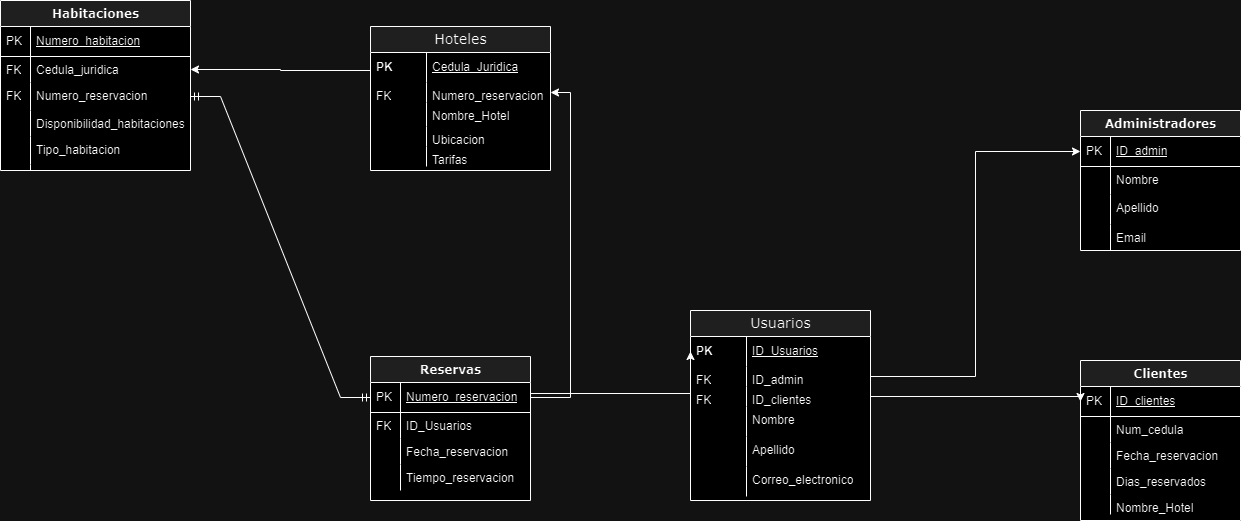 Habitaciones
PK Numero_habitacion
FK Cedula_juridica
FK Numero_reservacion
Disponibilidad_habitaciones
Tipo_habitacion
Hoteles
PK Cedula_Juridica
FK Numero_reservacion
Nombre_Hotel
Ubicacion
Tarifas
Administradores
PK ID_admin
Nombre
Apellido
Email
Reservas
PK Numero_reservacion
FK ID_Usuarios
Fecha_reservacion
Tiempo_reservacion
Usuarios
PK ID_Usuarios
FK ID_admin
FK ID_clientes
Nombre
Apellido
Correo_electronico
Clientes
PK ID_clientes
Num_cedula
Fecha_reservacion
Dias_reservados
Nombre_Hotel